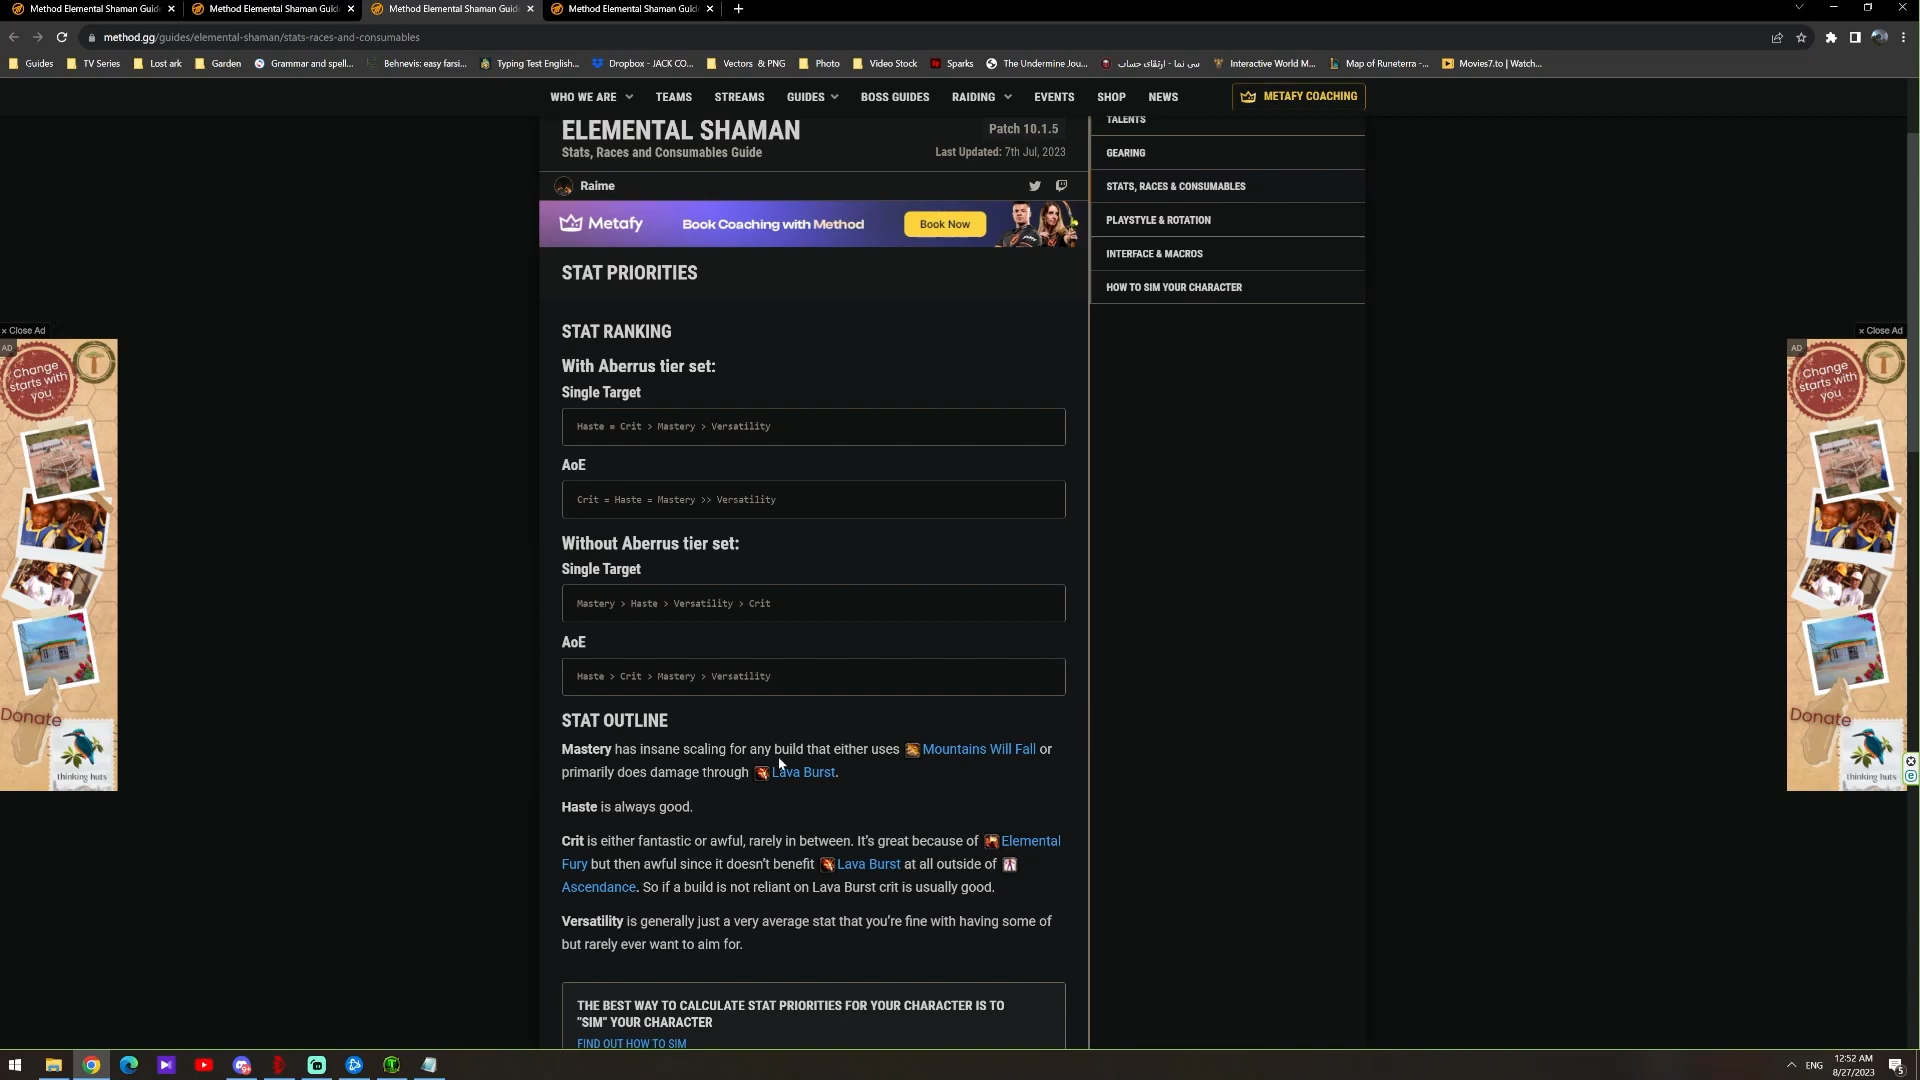 Method Elemental Shaman Guid
Method Elemental Shaman Guid
Method Elemental Shaman Guid
Method Elemental Shaman Guid
method.gg/guides/elemental-shaman/stats-races-and-consumables
Guides
TV Series
Lost ark
Garden
Grammar and spell...
Behnevis: easy farsi...
Typing Test English...
Dropbox - JACK CO...
Vectors & PNG
Photo
Video Stock
Sparks
The Undermine Jou...
سی نما - ارتقای حساب
Interactive World M...
Map of Runeterra -...
Movies7.to | Watch...
WHO WE ARE
TEAMS
STREAMS
GUIDES
BOSS GUIDES
RAIDING
EVENTS
SHOP
NEWS
METAFY COACHING
ELEMENTAL SHAMAN
Patch 10.1.5
Stats, Races and Consumables Guide
Last Updated: 7th Jul, 2023
Raime
Metafy
Book Coaching with Method
Book Now
STAT PRIORITIES
STAT RANKING
With Aberrus tier set:
Single Target
Haste = Crit > Mastery > Versatility
AoE
Crit = Haste = Mastery >> Versatility
Without Aberrus tier set:
Single Target
Mastery > Haste > Versatility > Crit
AoE
Haste > Crit > Mastery > Versatility
STAT OUTLINE
Mastery has insane scaling for any build that either uses Mountains Will Fall or
primarily does damage through Lava Burst.
Haste is always good.
Crit is either fantastic or awful, rarely in between. It's great because of Elemental
Fury but then awful since it doesn't benefit Lava Burst at all outside of
Ascendance. So if a build is not reliant on Lava Burst crit is usually good.
Versatility is generally just a very average stat that you're fine with having some of
but rarely ever want to aim for.
THE BEST WAY TO CALCULATE STAT PRIORITIES FOR YOUR CHARACTER IS TO
"SIM" YOUR CHARACTER
FIND OUT HOW TO SIM
TALENTS
GEARING
STATS, RACES & CONSUMABLES
PLAYSTYLE & ROTATION
INTERFACE & MACROS
HOW TO SIM YOUR CHARACTER
× Close Ad
AD
Change
starts with
you
Donate
thinking huts
× Close Ad
AD
Change
starts with
you
Donate
thinking huts
ENG
12:52 AM
8/27/2023
5